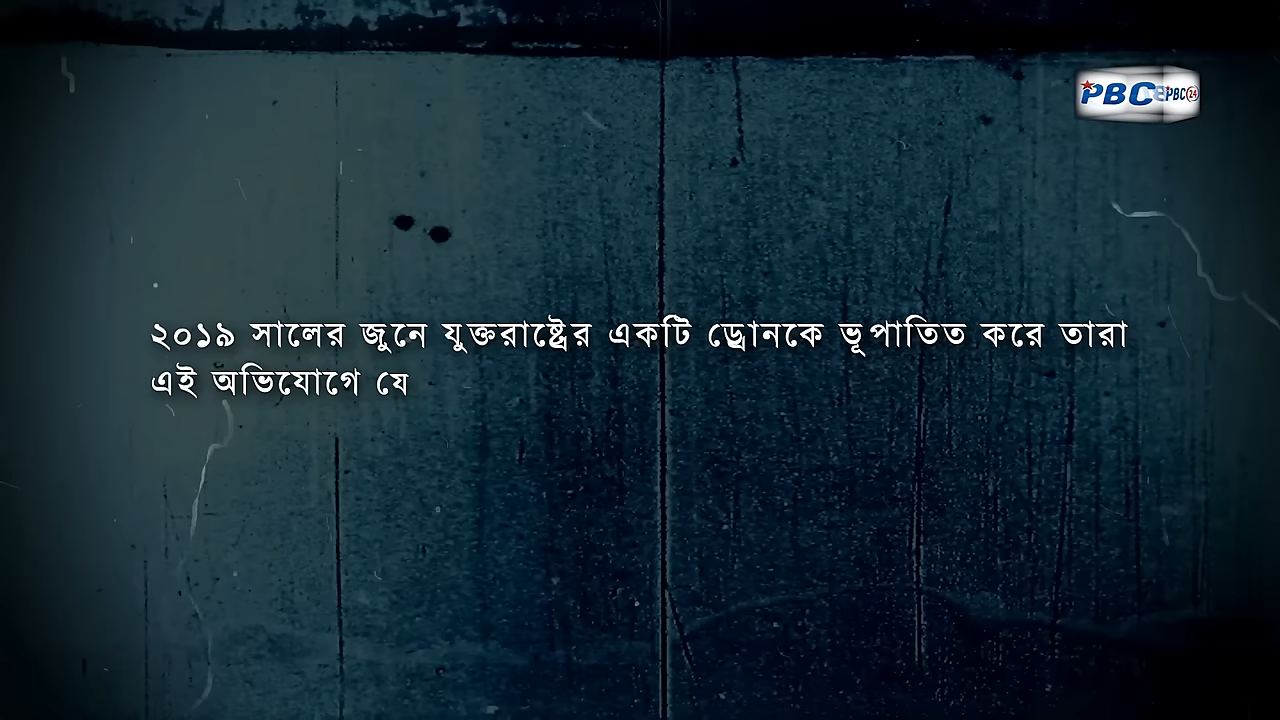 PBC PBC24
২০১৯ সালের জুনে যুক্তরাষ্ট্রের একটি ড্রোনকে ভূপাতিত করে তারা
এই অভিযোগে যে